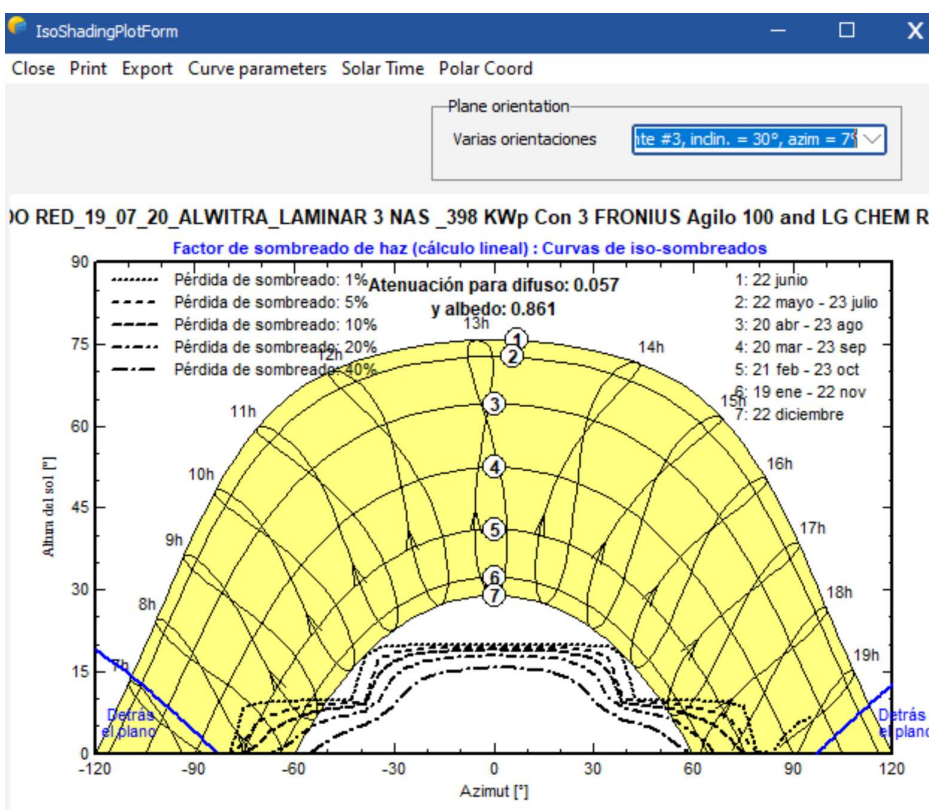 IsoShadingPlotForm
Close Print Export Curve parameters Solar Time Polar Coord
Plane orientation
Varias orientaciones
nte #3, inclin. = 30°, azim = 7°
DO RED_19_07_20_ALWITRA_LAMINAR 3 NAS _398 KWp Con 3 FRONIUS Agilo 100 and LG CHEM R
Factor de sombreado de haz (cálculo lineal) : Curvas de iso-sombreados
Pérdida de sombreado: 1%
Pérdida de sombreado: 5%
Pérdida de sombreado: 10%
Pérdida de sombreado: 20%
Pérdida de sombreado: 40%
Atenuación para difuso: 0.057
y albedo: 0.861
1: 22 junio
2: 22 mayo - 23 julio
3: 20 abr - 23 ago
4: 20 mar - 23 sep
5: 21 feb - 23 oct
6: 19 ene - 22 nov
7: 22 diciembre
90
75
60
45
30
15
0
Altura del sol [°]
7h
8h
9h
10h
11h
12h
13h
14h
15h
16h
17h
18h
19h
1
2
3
4
5
6
7
Detrás
el plano
Detrás
el plano
-120 -90 -60 -30 0 30 60 90 120
Azimut [°]